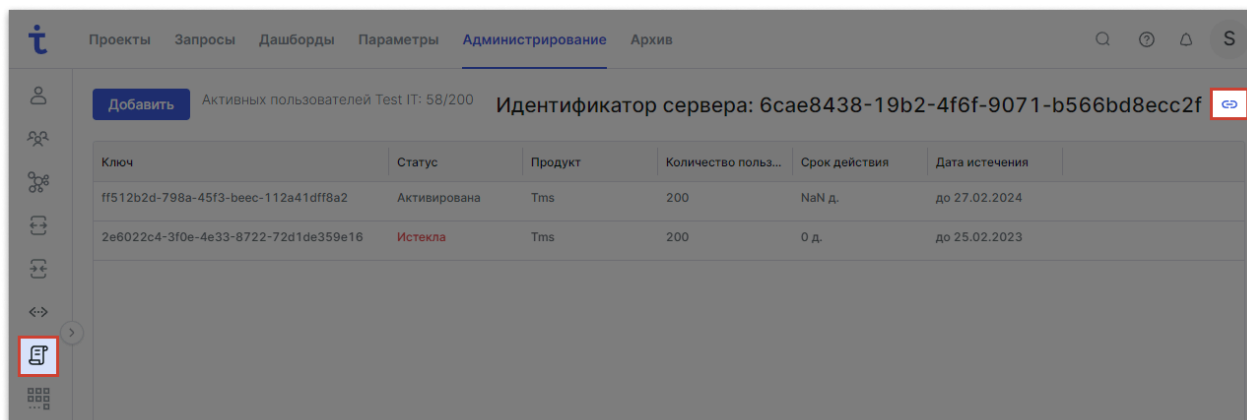 Проекты Запросы Дашборды Параметры Администрирование Архив S
Добавить Активных пользователей Test IT: 58/200 Идентификатор сервера: 6cae8438-19b2-4f6f-9071-b566bd8ecc2f
Ключ Статус Продукт Количество польз... Срок действия Дата истечения
ff512b2d-798a-45f3-beec-112a41dff8a2 Активирована Tms 200 NaN д. до 27.02.2024
2e6022c4-3f0e-4e33-8722-72d1de359e16 Истекла Tms 200 0 д. до 25.02.2023